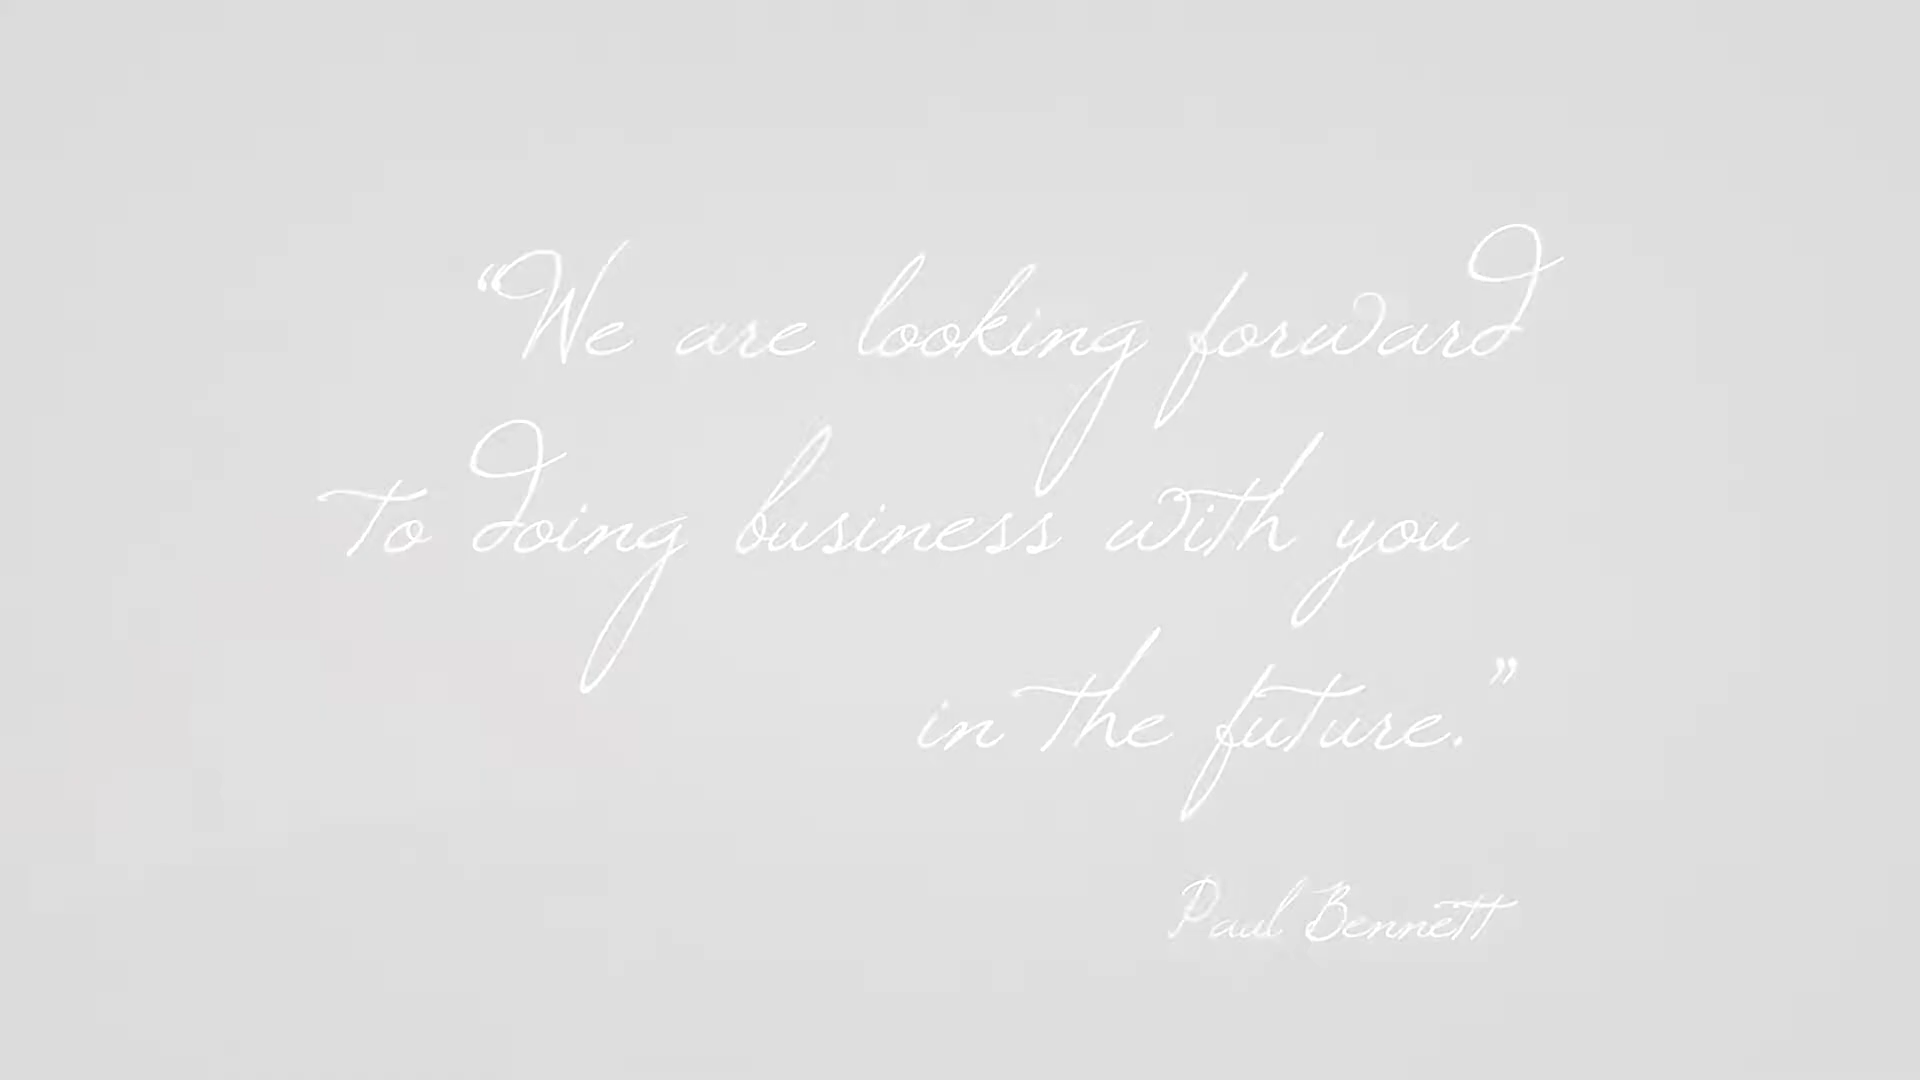 “We are looking forward
to doing business with you
in the future.”
Paul Bennett